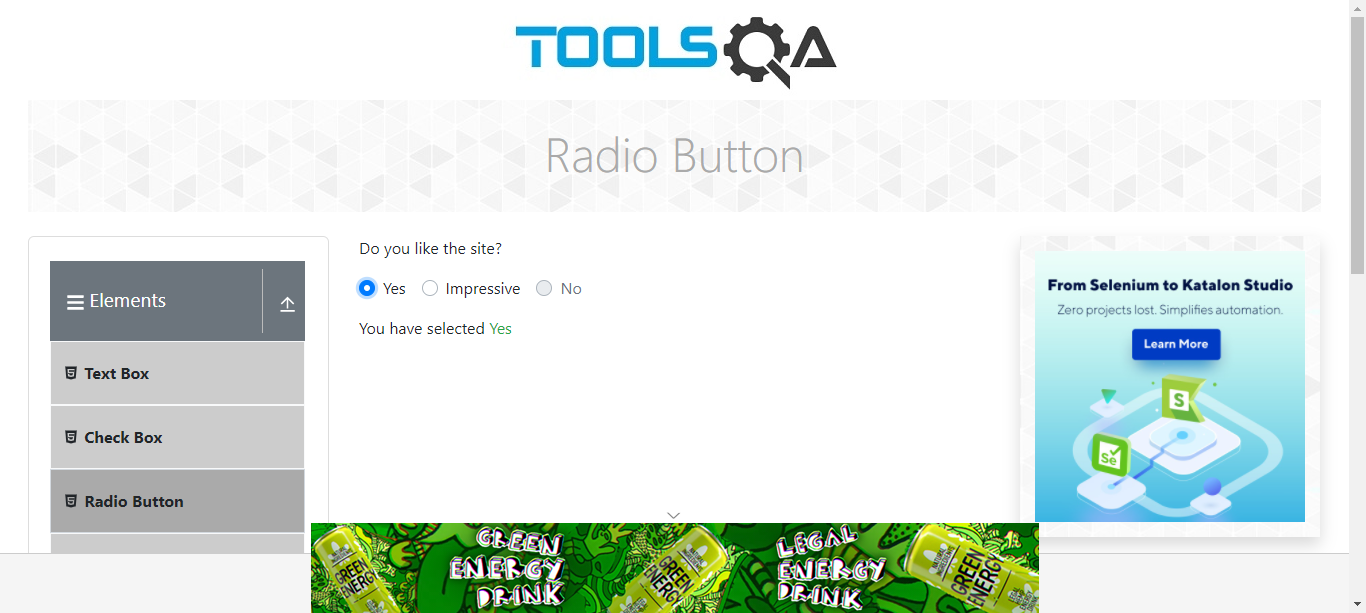 TOOLSQA
Radio Button
Elements
Text Box
Check Box
Radio Button
Do you like the site?
Yes Impressive No
You have selected Yes
From Selenium to Katalon Studio
Zero projects lost. Simplifies automation.
Learn More
S
Se
GREEN ENERGY
GREEN
ENERGY
DRINK
GREEN ENERGY
LEGAL
ENERGY
DRINK
GREEN ENERGY